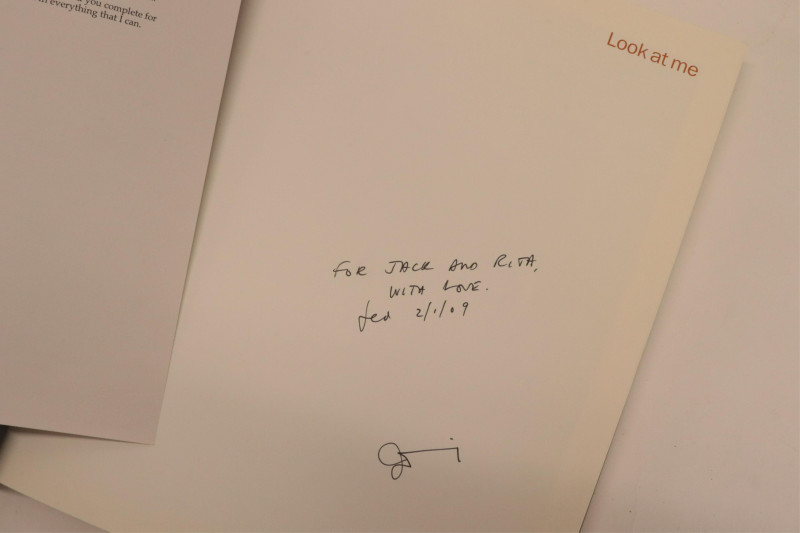 you complete for
everything that I can.
Look at me
FOR JACK AND RITA,
WITH LOVE.
2/1/09